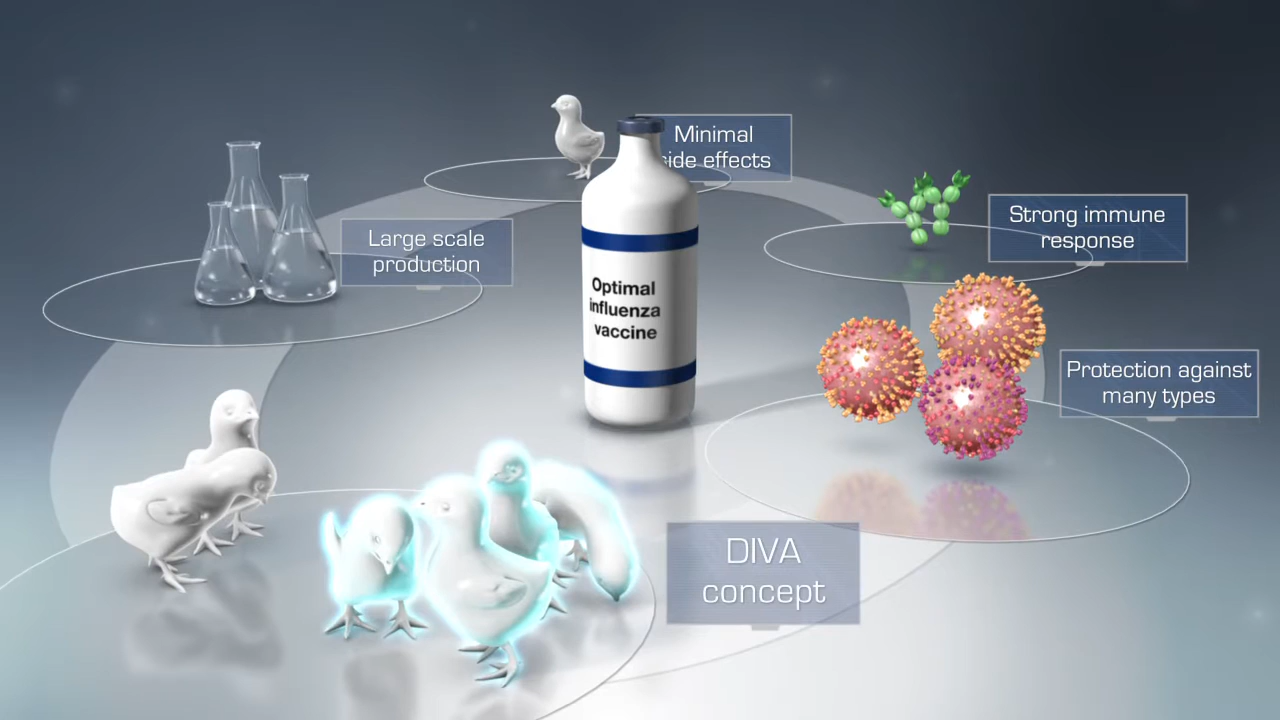 Minimal
side effects
Large scale
production
Strong immune
response
Optimal
influenza
vaccine
Protection against
many types
DIVA
concept